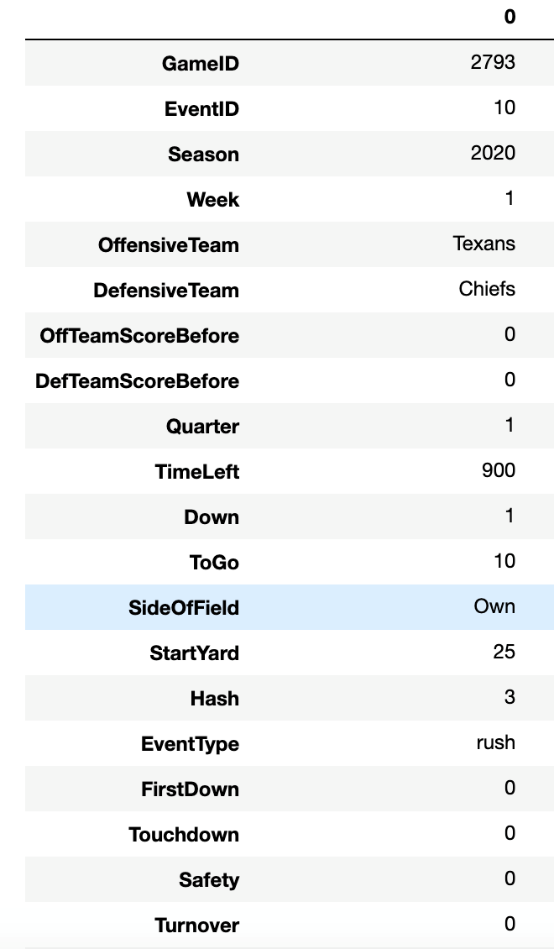 0
GameID 2793
EventID 10
Season 2020
Week 1
OffensiveTeam Texans
DefensiveTeam Chiefs
OffTeamScoreBefore 0
DefTeamScoreBefore 0
Quarter 1
TimeLeft 900
Down 1
ToGo 10
SideOfField Own
StartYard 25
Hash 3
EventType rush
FirstDown 0
Touchdown 0
Safety 0
Turnover 0